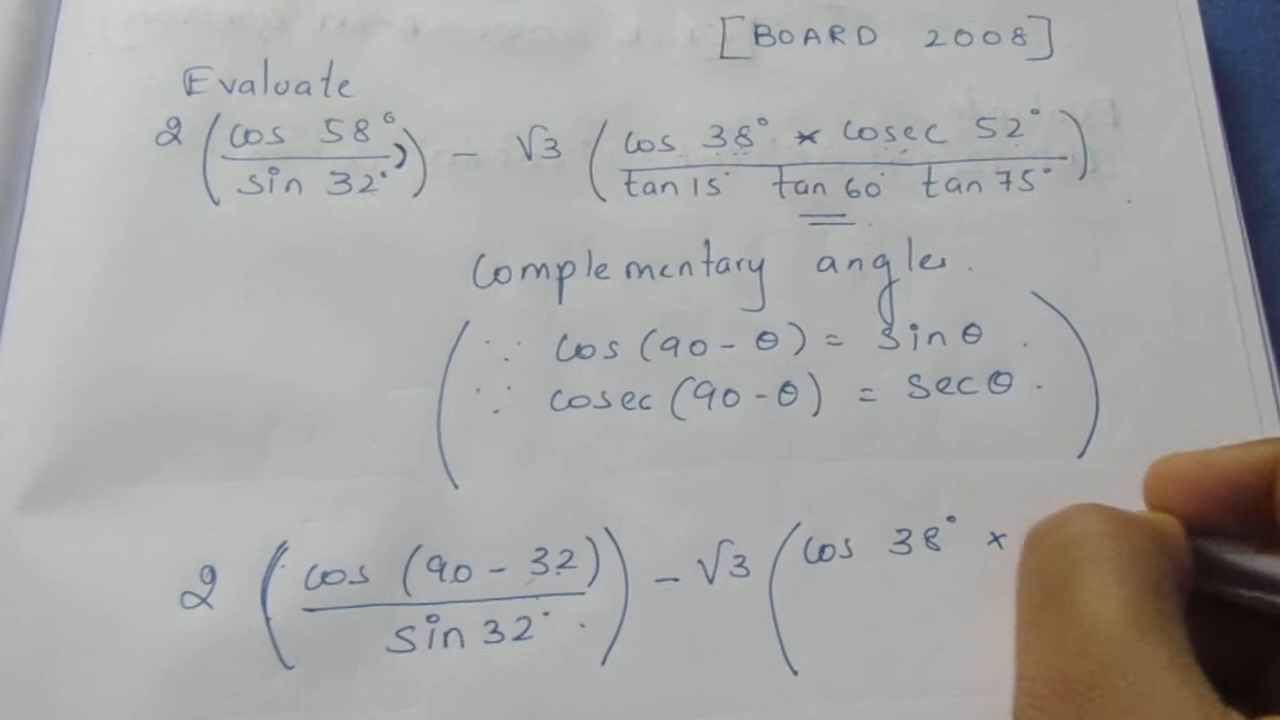 [BOARD 2008]
Evaluate
2 (cos 58° / sin 32°) - √3 (cos 38° * cosec 52° / tan 15° tan 60° tan 75°)
Complementary angles.
∵ cos (90 - θ) = sin θ.
∵ cosec (90 - θ) = sec θ.
2 (cos (90 - 32) / sin 32°.) - √3 (cos 38° ×